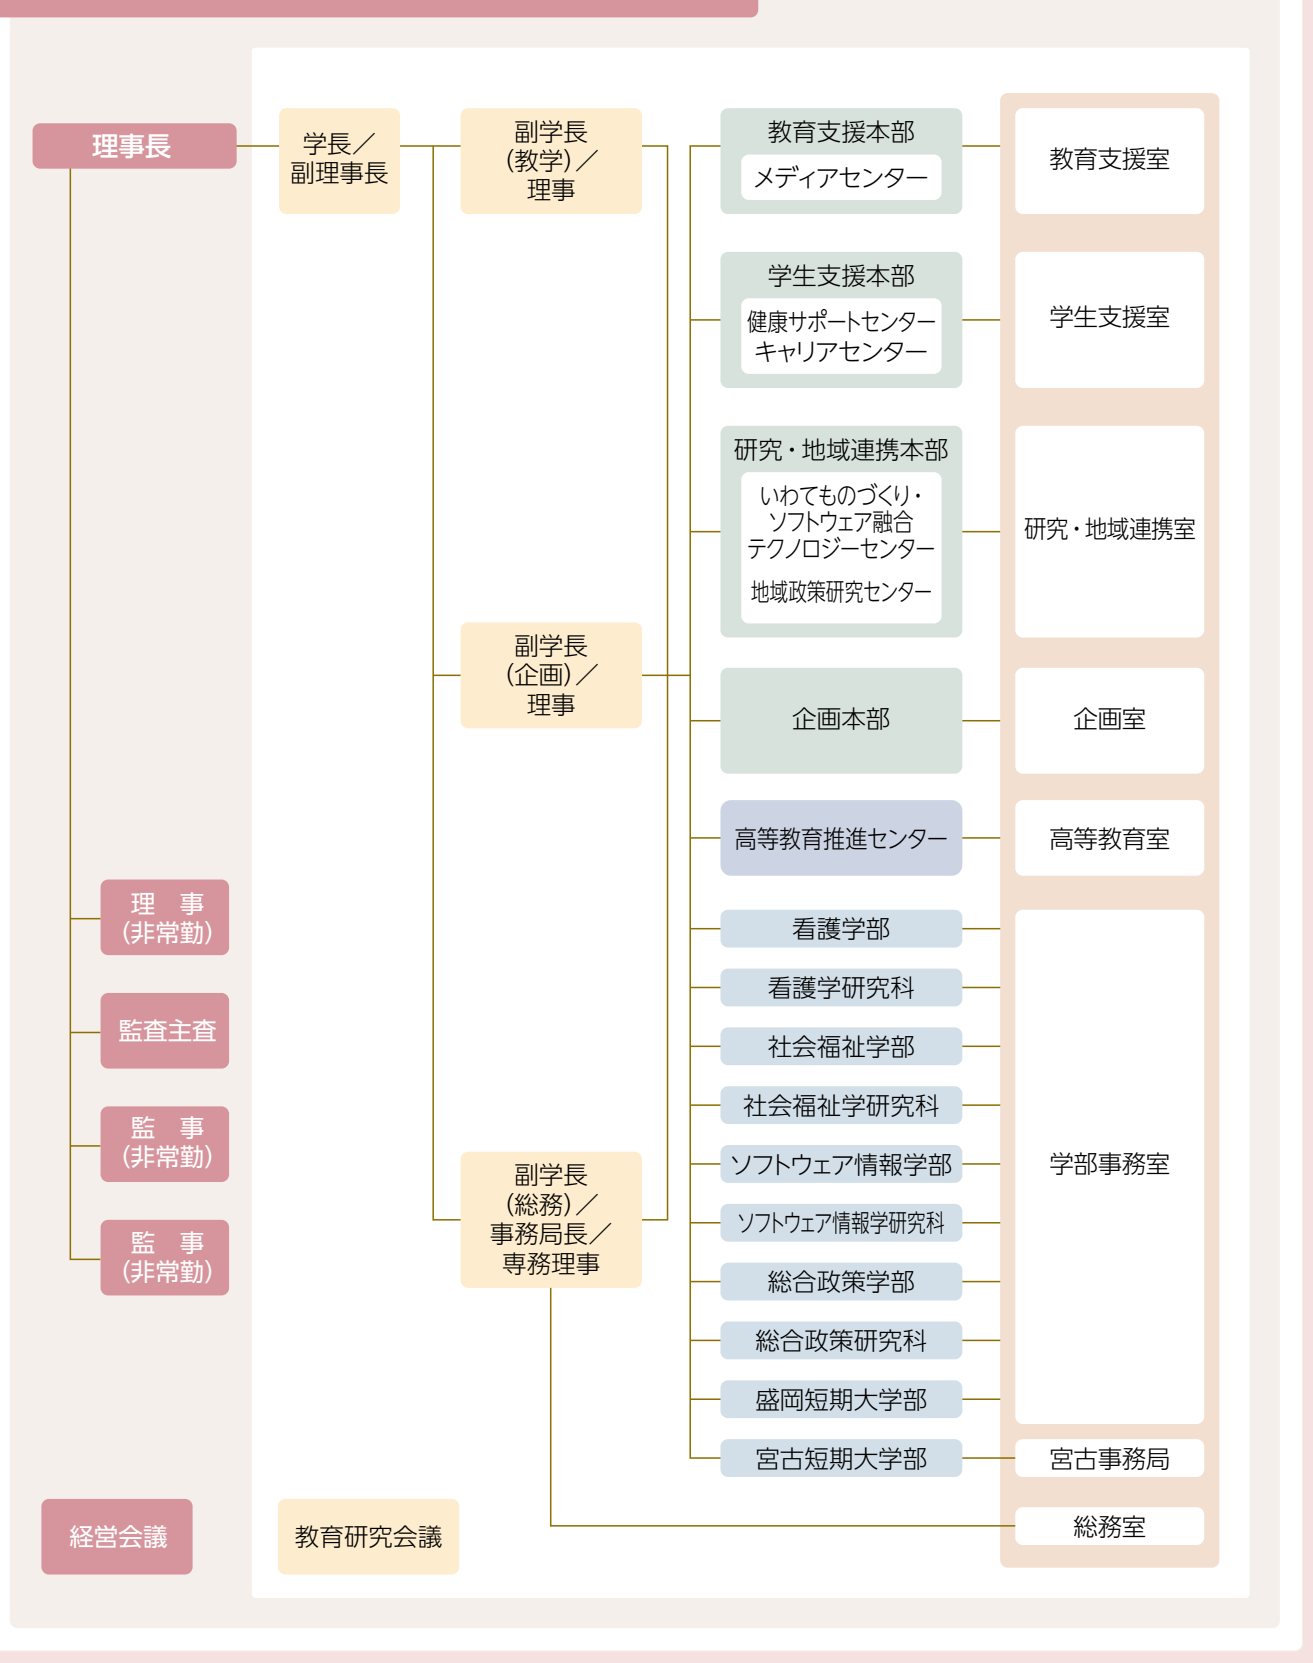 理事長
学長／
副理事長
副学長
(教学)／
理事
副学長
(企画)／
理事
副学長
(総務)／
事務局長／
専務理事
理　事
(非常勤)
監査主査
監　事
(非常勤)
監　事
(非常勤)
経営会議
教育研究会議
教育支援本部
メディアセンター
学生支援本部
健康サポートセンター
キャリアセンター
研究・地域連携本部
いわてものづくり・
ソフトウェア融合
テクノロジーセンター
地域政策研究センター
企画本部
高等教育推進センター
看護学部
看護学研究科
社会福祉学部
社会福祉学研究科
ソフトウェア情報学部
ソフトウェア情報学研究科
総合政策学部
総合政策研究科
盛岡短期大学部
宮古短期大学部
教育支援室
学生支援室
研究・地域連携室
企画室
高等教育室
学部事務室
宮古事務局
総務室